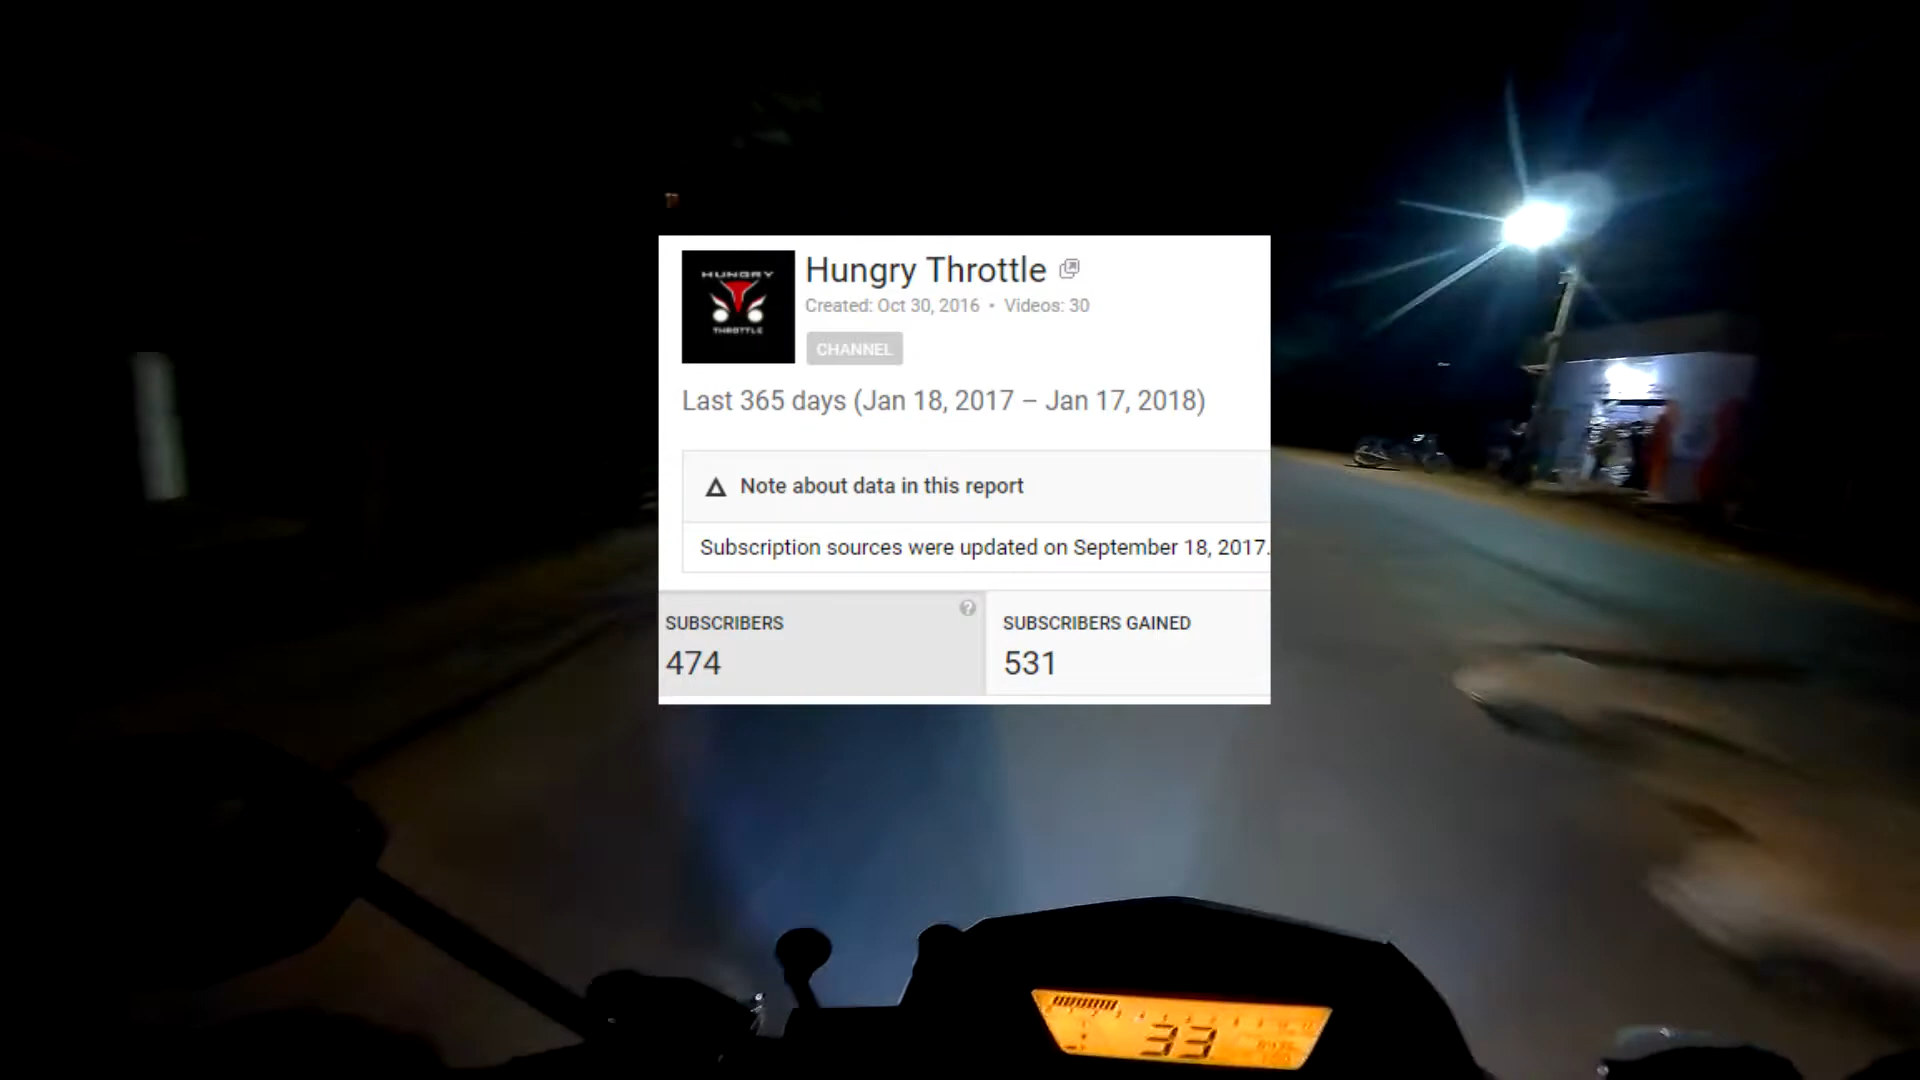 HUNGRY
THROTTLE
Hungry Throttle
Created: Oct 30, 2016 • Videos: 30
CHANNEL
Last 365 days (Jan 18, 2017 – Jan 17, 2018)
Note about data in this report
Subscription sources were updated on September 18, 2017.
SUBSCRIBERS
?
SUBSCRIBERS GAINED
474
531
33